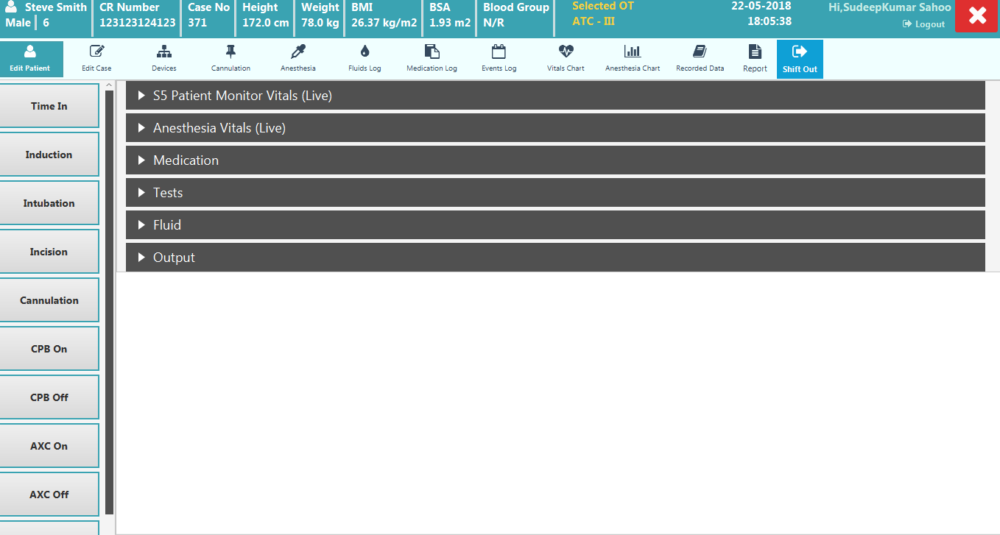 Steve Smith
Male 6
CR Number
123123124123
Case No
371
Height
172.0 cm
Weight
78.0 kg
BMI
26.37 kg/m2
BSA
1.93 m2
Blood Group
N/R
Selected OT
ATC - III
22-05-2018
18:05:38
Hi,SudeepKumar Sahoo
Logout
Edit Patient
Edit Case
Devices
Cannulation
Anesthesia
Fluids Log
Medication Log
Events Log
Vitals Chart
Anesthesia Chart
Recorded Data
Report
Shift Out
Time In
Induction
Intubation
Incision
Cannulation
CPB On
CPB Off
AXC On
AXC Off
S5 Patient Monitor Vitals (Live)
Anesthesia Vitals (Live)
Medication
Tests
Fluid
Output